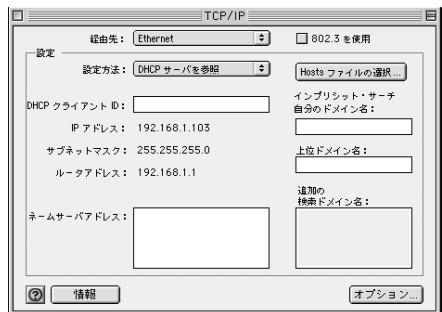 TCP/IP
経由先： Ethernet
802.3 を使用
設定
設定方法： DHCP サーバを参照
Hosts ファイルの選択...
DHCP クライアント ID：
インプリシット・サーチ
自分のドメイン名：
IP アドレス： 192.168.1.103
サブネットマスク： 255.255.255.0
上位ドメイン名：
ルータアドレス： 192.168.1.1
追加の
検索ドメイン名：
ネームサーバアドレス：
?
情報
オプション...